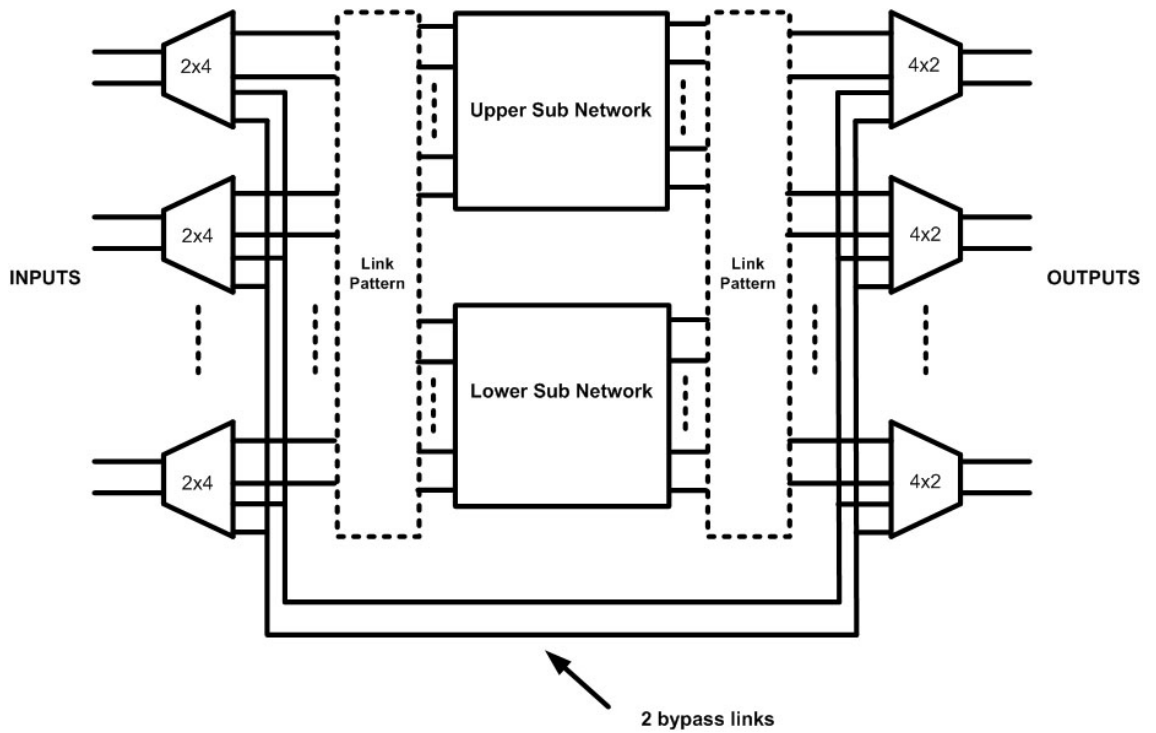 2x4
Upper Sub Network
4x2
2x4
4x2
INPUTS
Link
Pattern
Link
Pattern
OUTPUTS
Lower Sub Network
2x4
4x2
2 bypass links